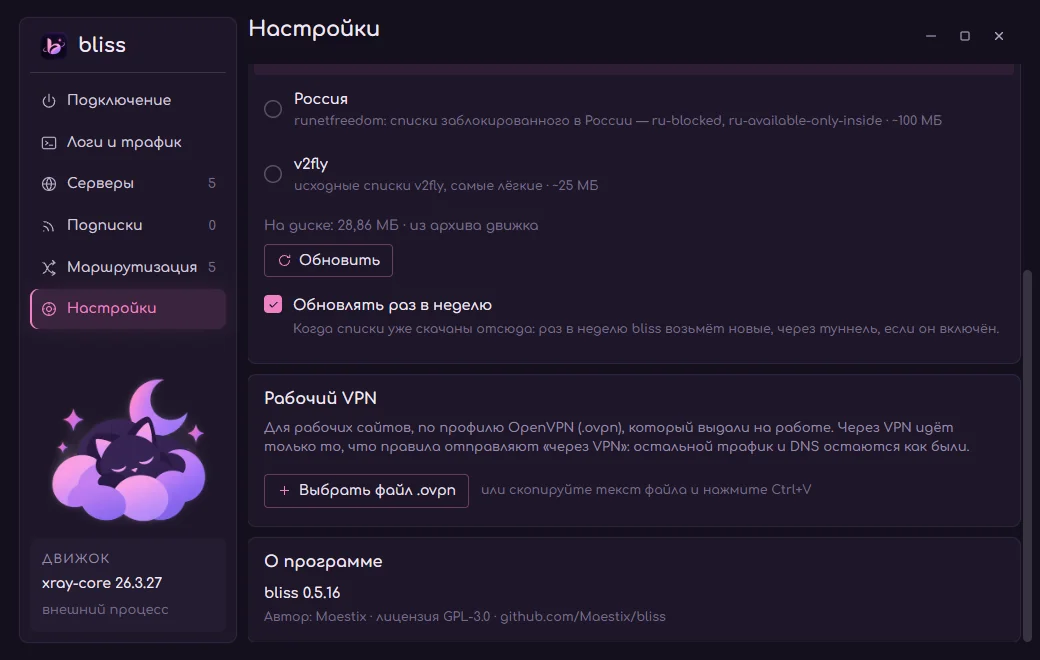 bliss
Подключение
Логи и трафик
Серверы 5
Подписки 0
Маршрутизация 5
Настройки
ДВИЖОК
xray-core 26.3.27
внешний процесс
Настройки
Россия
runetfreedom: списки заблокированного в России — ru-blocked, ru-available-only-inside · ~100 МБ
v2fly
исходные списки v2fly, самые лёгкие · ~25 МБ
На диске: 28,86 МБ · из архива движка
Обновить
Обновлять раз в неделю
Когда списки уже скачаны отсюда: раз в неделю bliss возьмёт новые, через туннель, если он включён.
Рабочий VPN
Для рабочих сайтов, по профилю OpenVPN (.ovpn), который выдали на работе. Через VPN идёт
только то, что правила отправляют «через VPN»: остальной трафик и DNS остаются как были.
+ Выбрать файл .ovpn
или скопируйте текст файла и нажмите Ctrl+V
О программе
bliss 0.5.16
Автор: Maestix · лицензия GPL-3.0 · github.com/Maestix/bliss